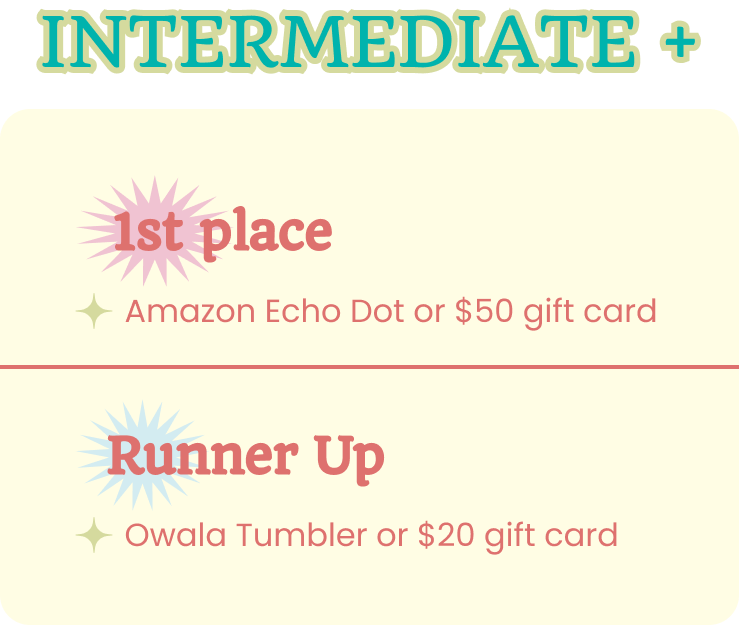 INTERMEDIATE +
1st place
Amazon Echo Dot or $50 gift card
Runner Up
Owala Tumbler or $20 gift card